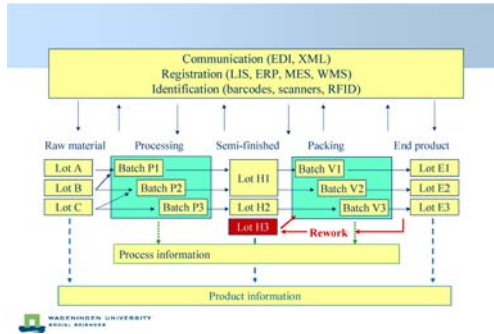 Communication (EDI, XML)
Registration (LIS, ERP, MES, WMS)
Identification (barcodes, scanners, RFID)
Raw material Processing Semi-finished Packing End product
Lot A Batch P1 Lot H1 Batch V1 Lot E1
Lot B Batch P2 Batch V2 Lot E2
Lot C Batch P3 Lot H2 Batch V3 Lot E3
Lot H3 Rework
Process information
Product information
WAGENINGEN UNIVERSITY
SOCIAL SCIENCES